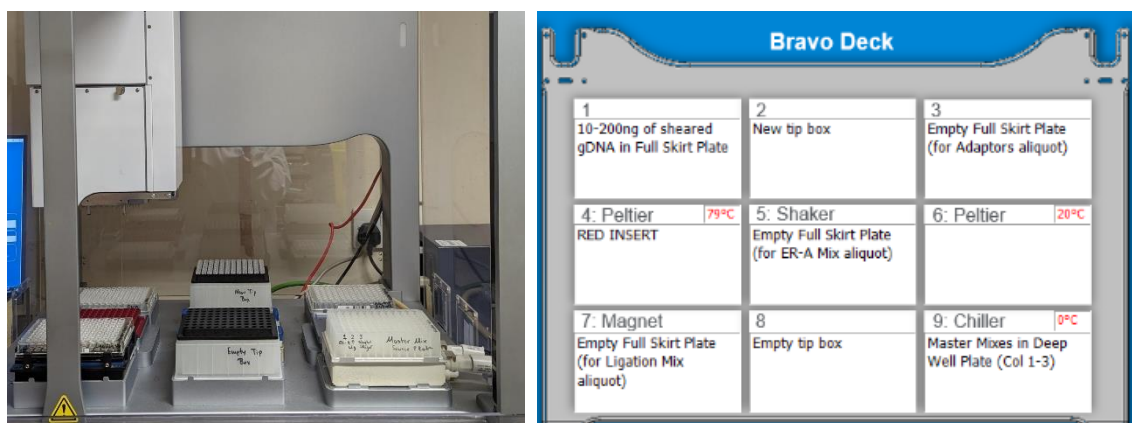 New Tip
Box
Empty Tip
Box
Master Mix
Source Plate
Bravo Deck
1
10-200ng of sheared
gDNA in Full Skirt Plate
2
New tip box
3
Empty Full Skirt Plate
(for Adaptors aliquot)
4: Peltier
79°C
RED INSERT
5: Shaker
Empty Full Skirt Plate
(for ER-A Mix aliquot)
6: Peltier
20°C
7: Magnet
Empty Full Skirt Plate
(for Ligation Mix
aliquot)
8
Empty tip box
9: Chiller
0°C
Master Mixes in Deep
Well Plate (Col 1-3)